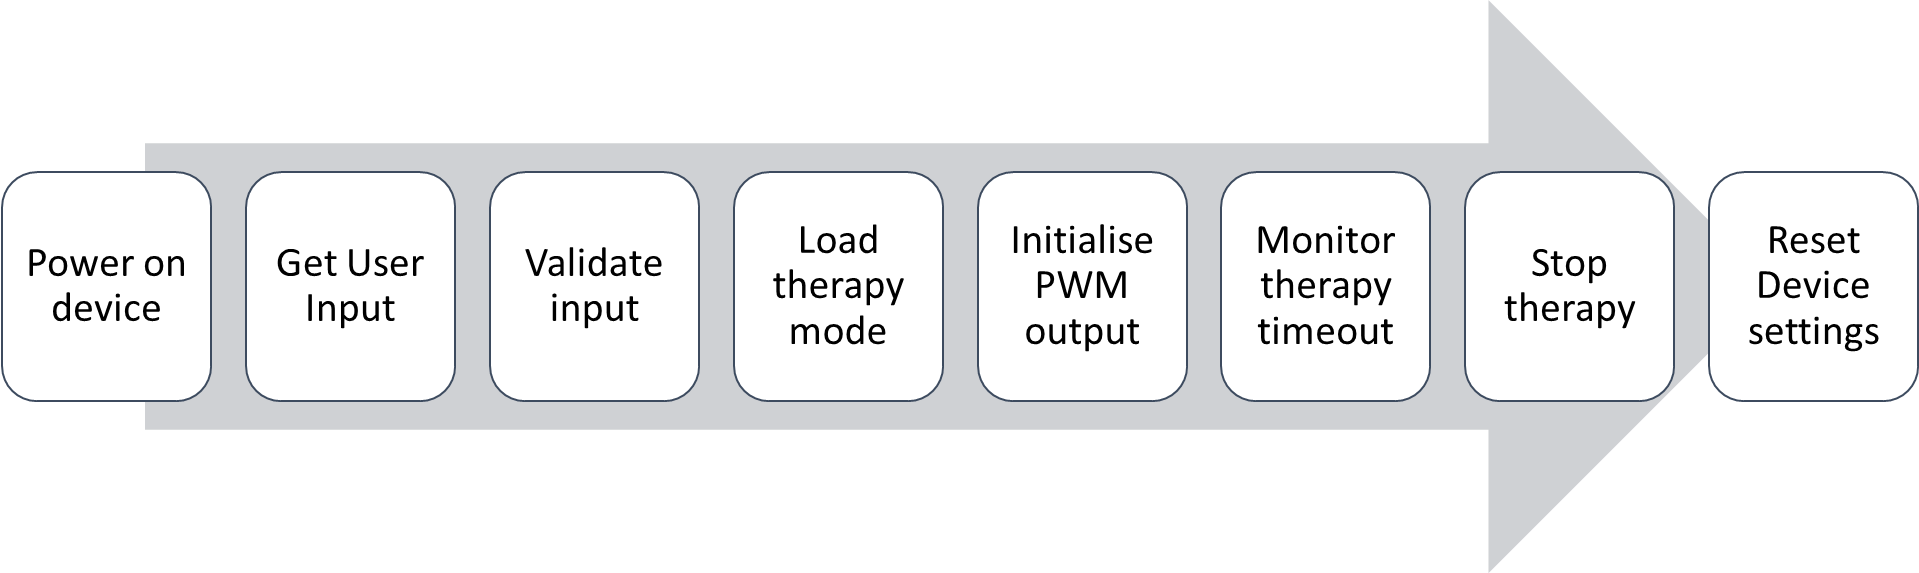 Power on
device
Get User
Input
Validate
input
Load
therapy
mode
Initialise
PWM
output
Monitor
therapy
timeout
Stop
therapy
Reset
Device
settings